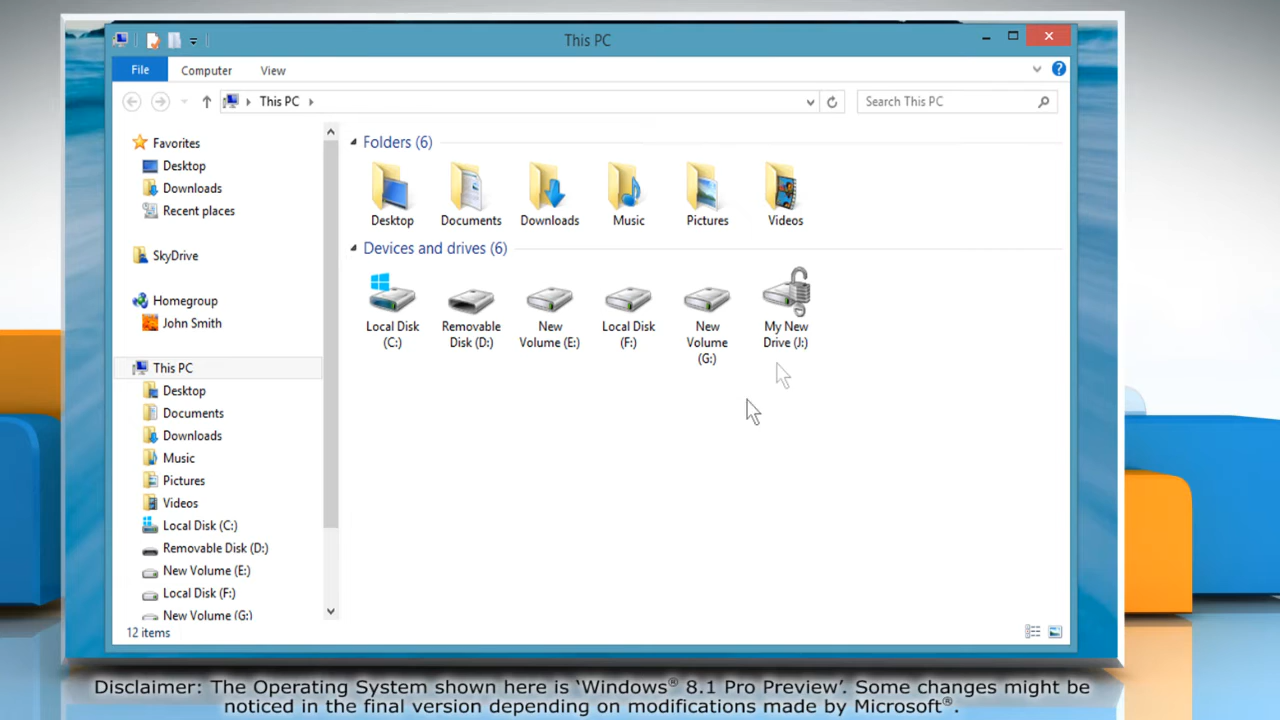 This PC
File
Computer
View
This PC
Search This PC
Favorites
Desktop
Downloads
Recent places
SkyDrive
Homegroup
John Smith
This PC
Desktop
Documents
Downloads
Music
Pictures
Videos
Local Disk (C:)
Removable Disk (D:)
New Volume (E:)
Local Disk (F:)
New Volume (G:)
Folders (6)
Desktop
Documents
Downloads
Music
Pictures
Videos
Devices and drives (6)
Local Disk
(C:)
Removable
Disk (D:)
New
Volume (E:)
Local Disk
(F:)
New
Volume
(G:)
My New
Drive (J:)
12 items
Disclaimer: The Operating System shown here is ‘Windows® 8.1 Pro Preview’. Some changes might be
noticed in the final version depending on modifications made by Microsoft®.